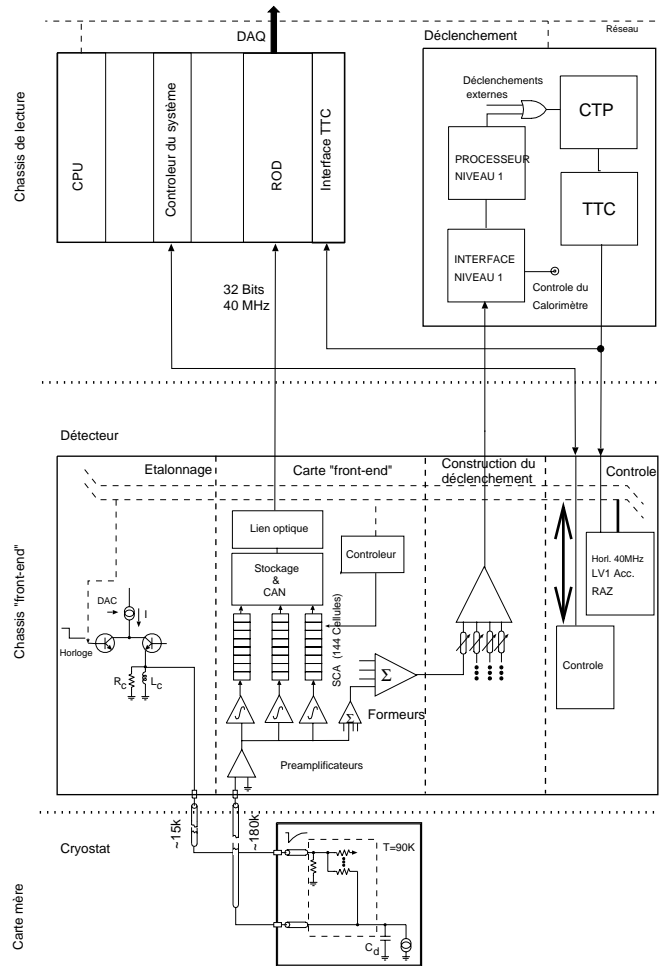 DAQ
Réseau
Chassis de lecture
CPU
Controleur du système
ROD
Interface TTC
Déclenchement
Déclenchements
externes
CTP
PROCESSEUR
NIVEAU 1
TTC
INTERFACE
NIVEAU 1
Controle du
Calorimètre
32 Bits
40 MHz
Détecteur
Etalonnage
Carte "front-end"
Construction du
déclenchement
Controle
Chassis "front-end"
Lien optique
Controleur
Stockage
&
CAN
Horl. 40MHz
LV1 Acc.
RAZ
DAC
I
Horloge
SCA (144 Cellules)
Controle
Rc
Lc
Σ
Σ
Formeurs
Preamplificateurs
~15k
~180k
Cryostat
T=90K
Carte mère
Cd